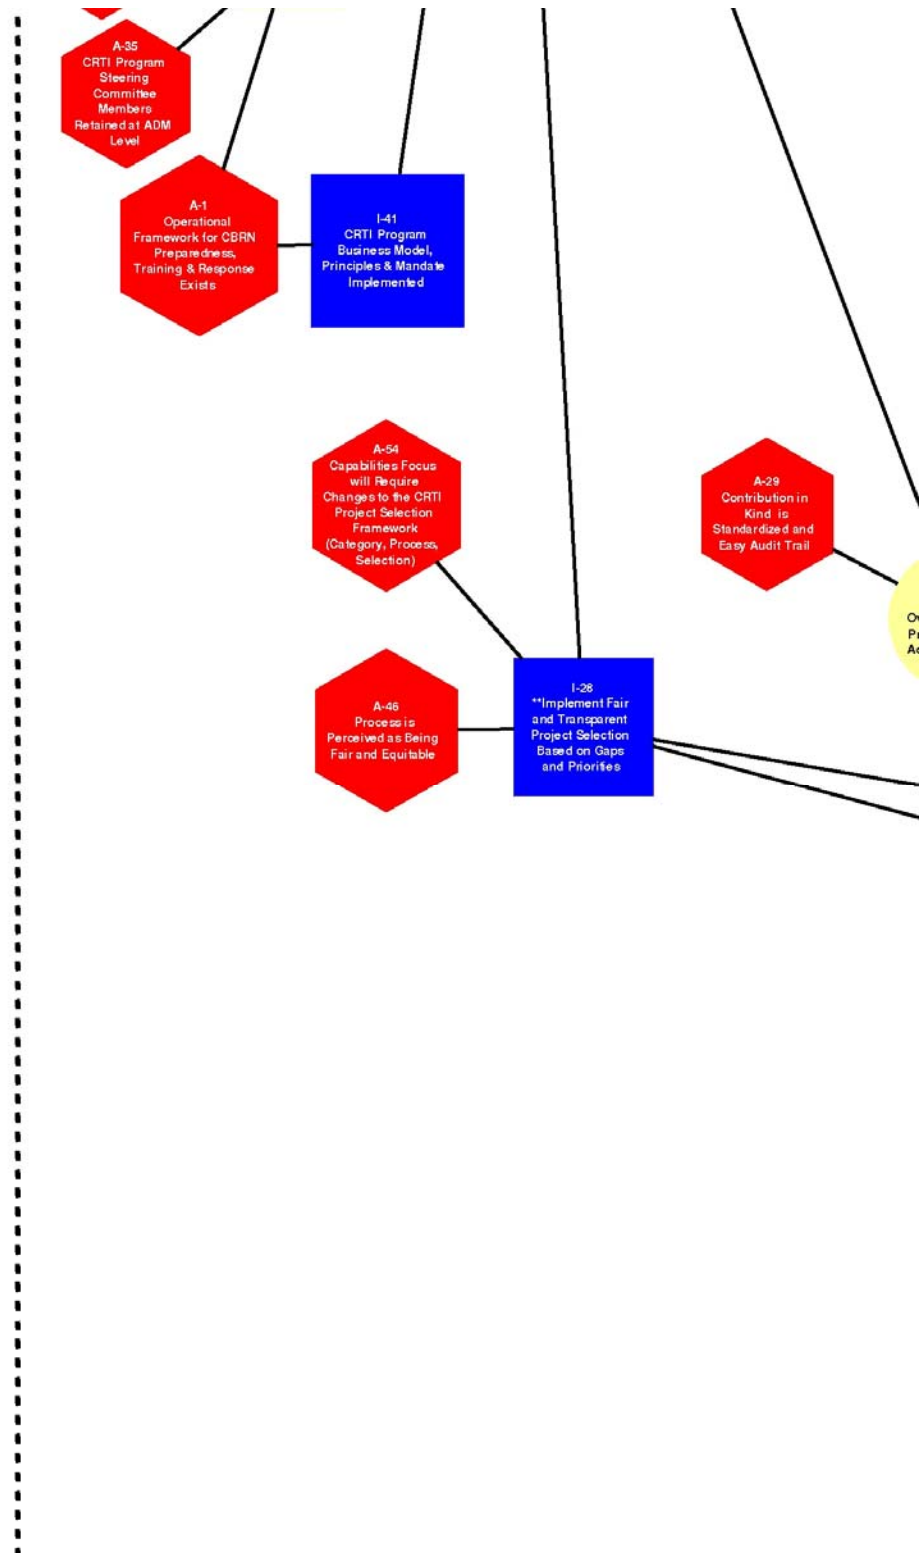 A-35
CRTI Program
Steering
Committee
Members
Retained at ADM
Level
A-1
Operational
Framework for CBRN
Preparedness,
Training & Response
Exists
I-41
CRTI Program
Business Model,
Principles & Mandate
Implemented
A-54
Capabilities Focus
will Require
Changes to the CRTI
Project Selection
Framework
(Category, Process,
Selection)
A-29
Contribution in
Kind is
Standardized and
Easy Audit Trail
A-46
Process is
Perceived as Being
Fair and Equitable
I-28
**Implement Fair
and Transparent
Project Selection
Based on Gaps
and Priorities